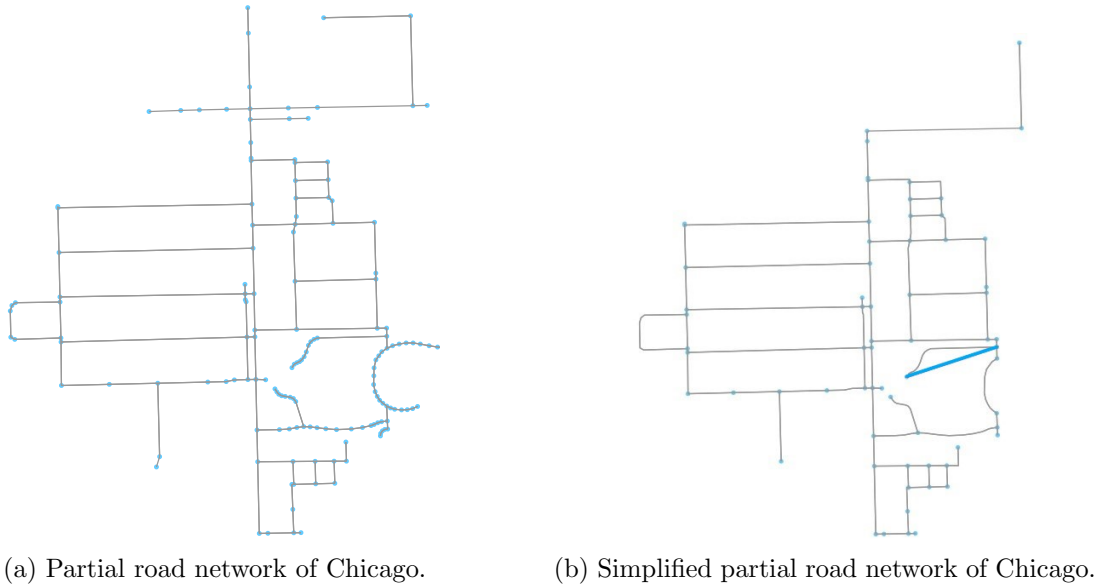 (a) Partial road network of Chicago.
(b) Simplified partial road network of Chicago.